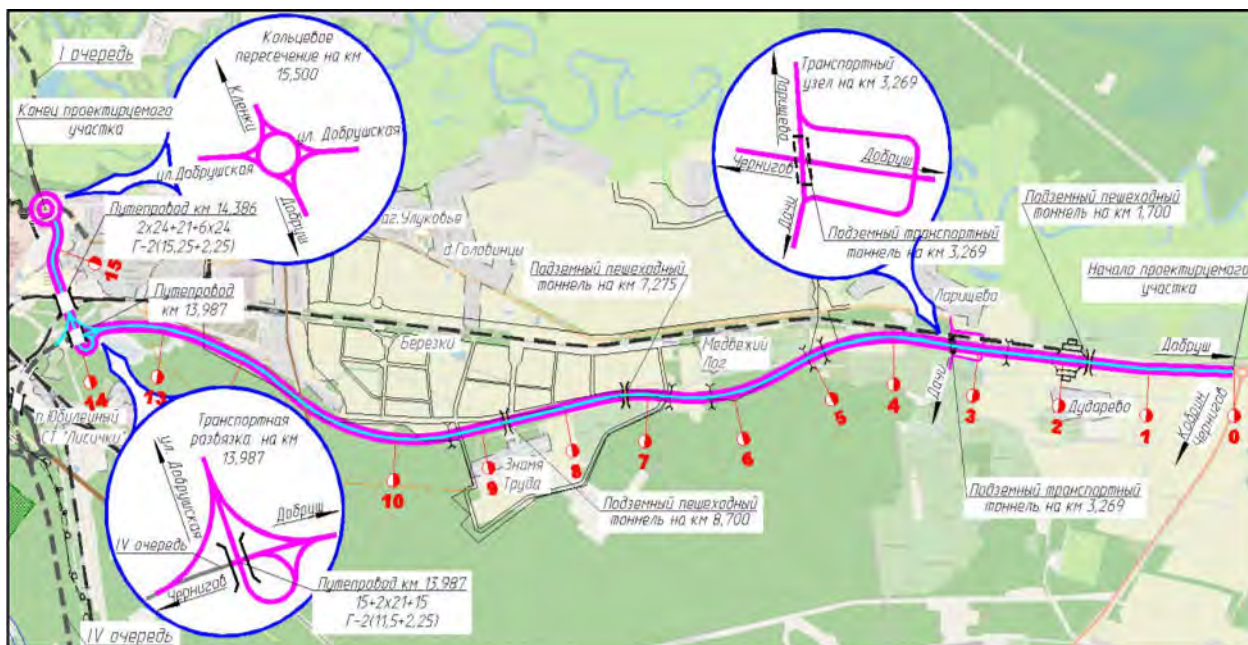 I очередь
Конец проектируемого
участка
Кольцевое
пересечение на км
15,500
Кленки
ул. Добрушская
ул.Добрушская
Добруш
Путепровод км 14,386
2х24+21+6х24
Г-2(15,25+2,25)
Путепровод
км 13,987
аг.Улуковье
д.Головинцы
Березки
Подземный пешеходный
тоннель на км 7,275
Медвежий
Лог
Транспортный
узел на км 3,269
Ларищева
Добруш
Чернигов
Дачи
Подземный транспортный
тоннель на км 3,269
Подземный пешеходный
тоннель на км 1,700
Начало проектируемого
участка
Ларищева
Добруш
Дачи
Дударево
Кобрин
Чернигов
15
14
13
10
9
8
7
6
5
4
3
2
1
0
п.Юбилейный
СТ "Лисички"
Знамя
Труда
Подземный пешеходный
тоннель на км 8,700
Подземный транспортный
тоннель на км 3,269
Транспортная
развязка на км
13,987
ул. Добрушская
Добруш
IV очередь
Чернигов
Путепровод км 13,987
15+2х21+15
Г-2(11,5+2,25)
IV очередь